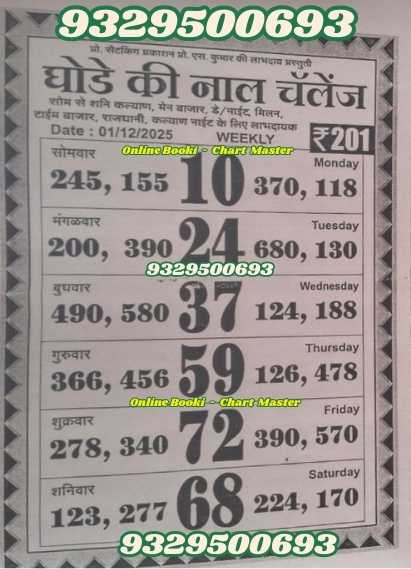 9329500693
प्रो. सेटकिंग प्रकाशन प्रो. एस. कुमार की लाभदाय प्रस्तुती
घोडे की नाल चॅलेंज
सोम से शनि कल्याण, मेन बाजार, डे/नाईट, मिलन,
टाईम बाजार, राजधानी, कल्याण नाईट के लिए लाभदायक
Date : 01/12/2025 WEEKLY ₹201
Online Booki - Chart Master
सोमवार Monday
245, 155 10 370, 118
मंगळवार Tuesday
200, 390 24 680, 130
9329500693
बुधवार Wednesday
490, 580 37 124, 188
गुरुवार Thursday
366, 456 59 126, 478
Online Booki - Chart Master
शुक्रवार Friday
278, 340 72 390, 570
शनिवार Saturday
123, 277 68 224, 170
9329500693